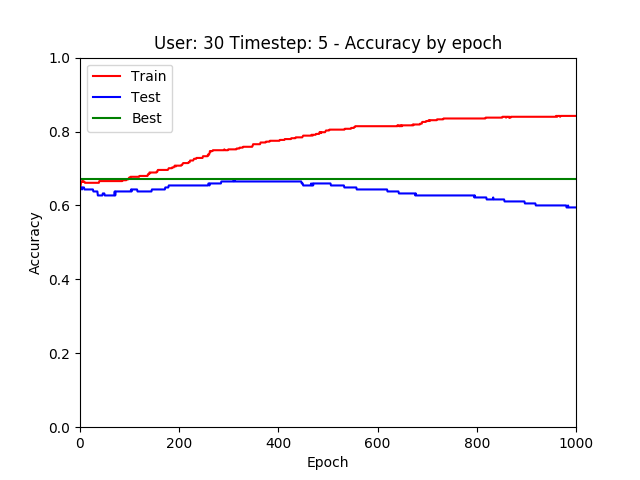 User: 30 Timestep: 5 - Accuracy by epoch
Train
Test
Best
Accuracy
1.0
0.8
0.6
0.4
0.2
0.0
0 200 400 600 800 1000
Epoch